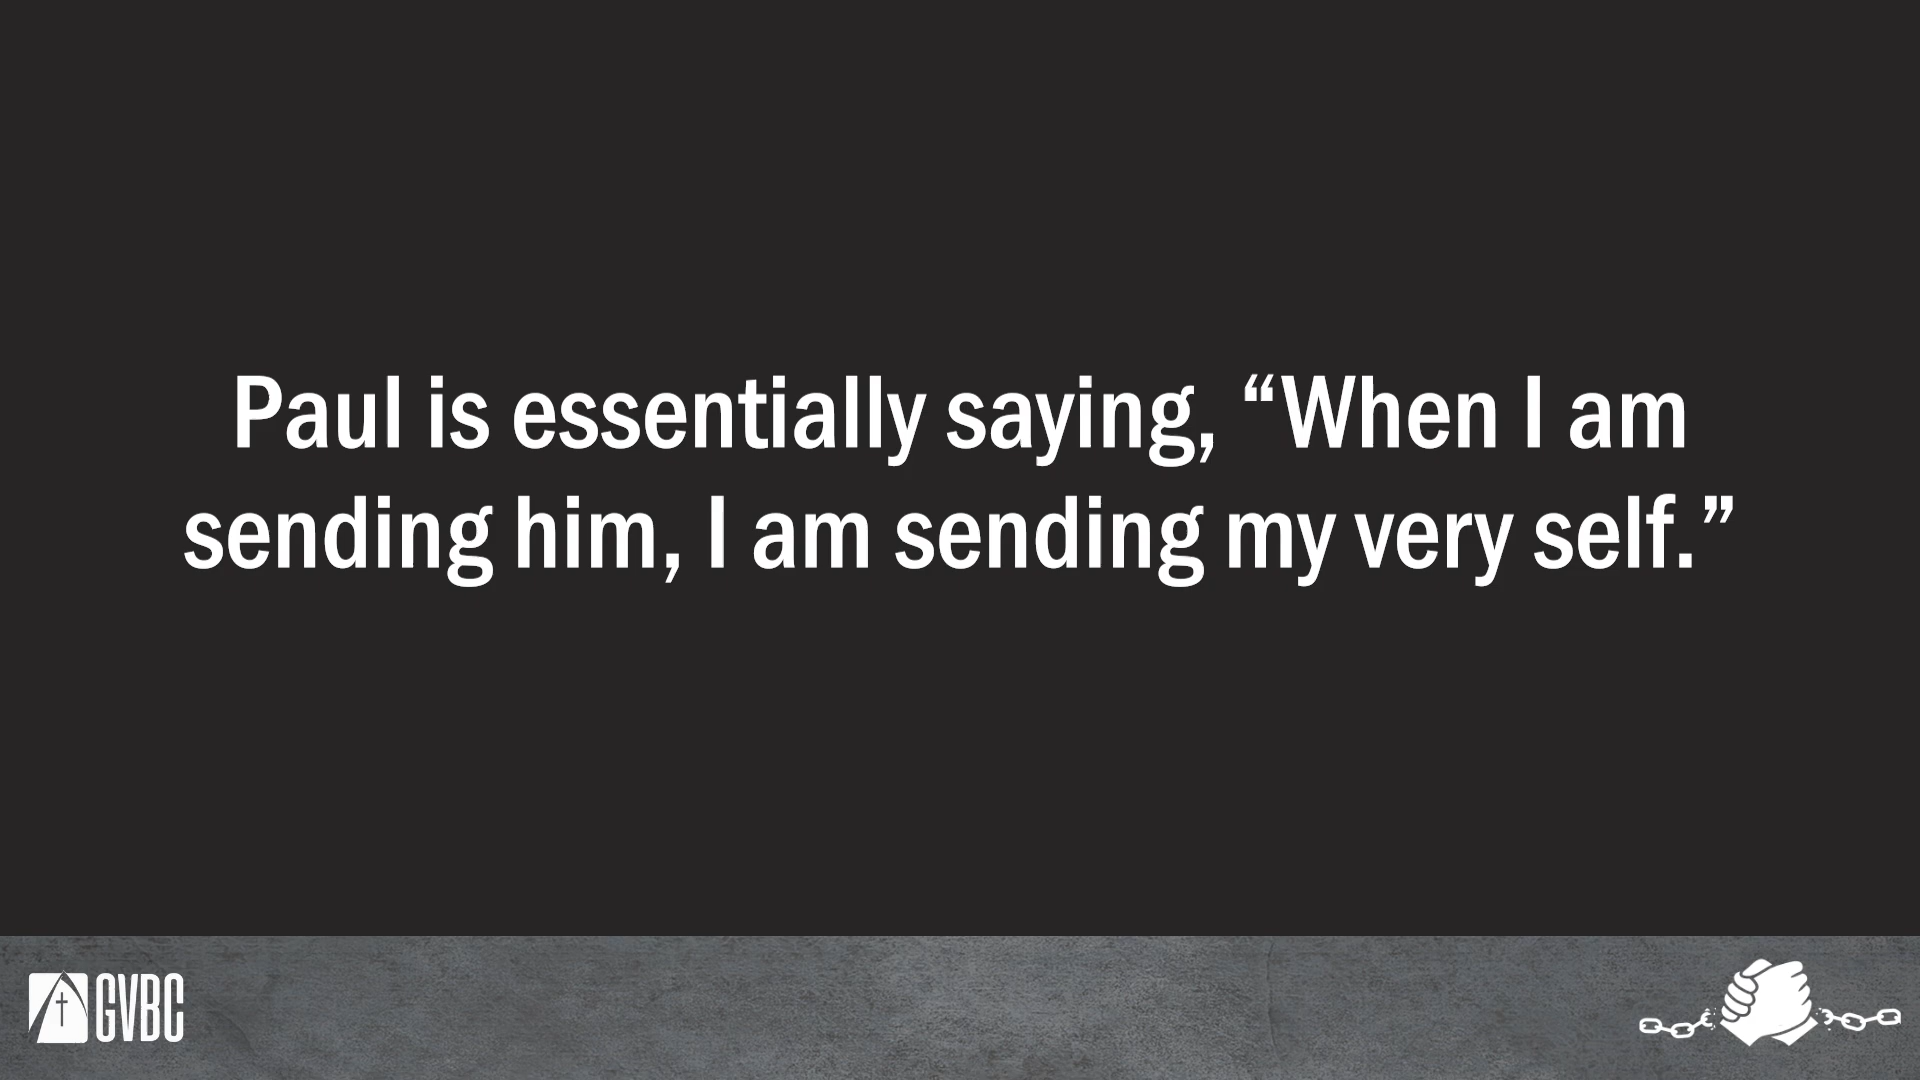 Paul is essentially saying, “When I am
sending him, I am sending my very self.”
GVBC